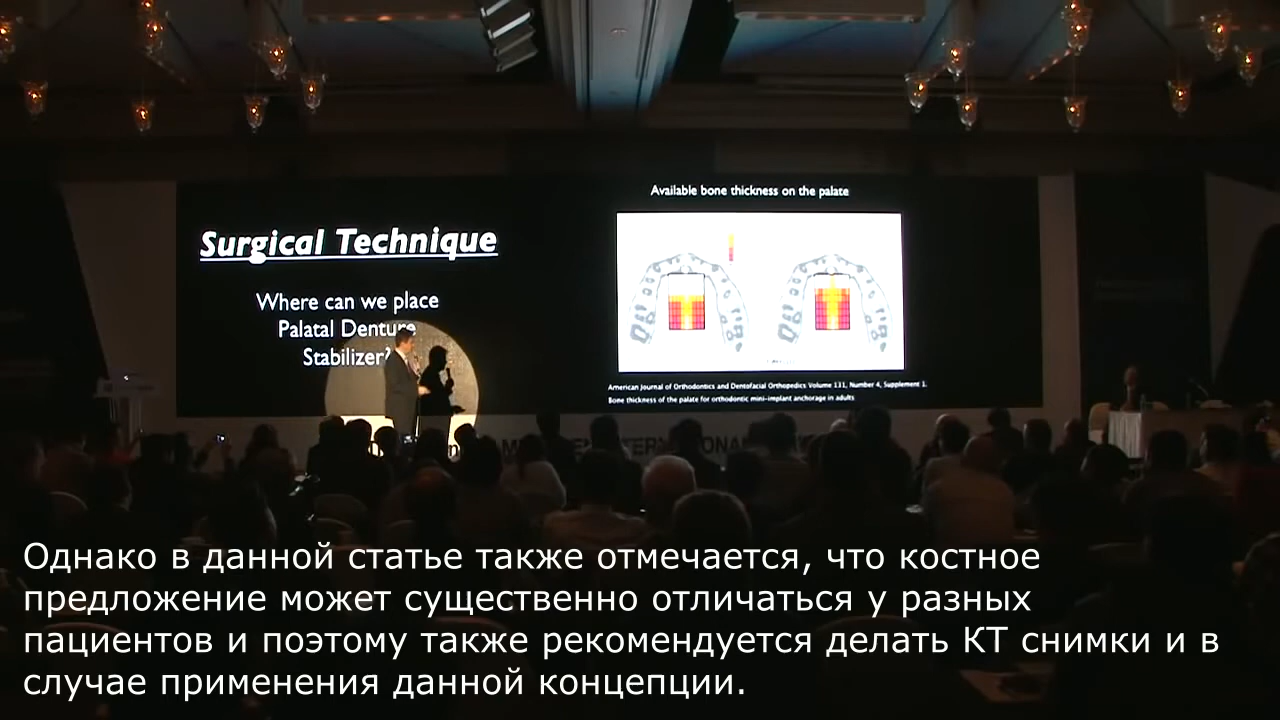 Surgical Technique
Where can we place
Palatal Denture
Stabilizer?
Available bone thickness on the palate
American Journal of Orthodontics and Dentofacial Orthopedics Volume 131, Number 4, Supplement 1.
Bone thickness of the palate for orthodontic mini-implant anchorage in adults
Однако в данной статье также отмечается, что костное
предложение может существенно отличаться у разных
пациентов и поэтому также рекомендуется делать КТ снимки и в
случае применения данной концепции.